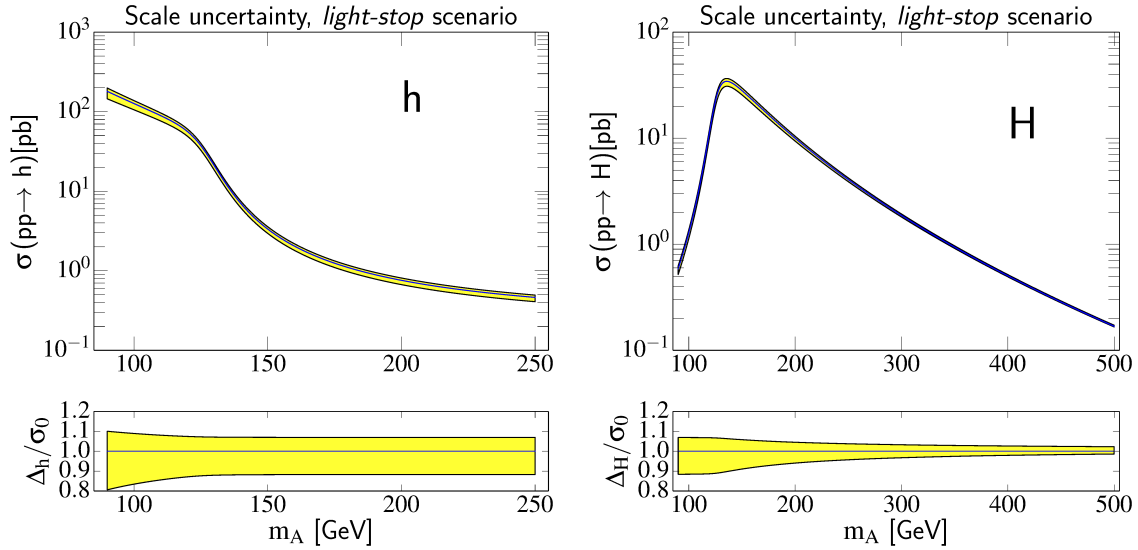 Scale uncertainty, light-stop scenario
10³
10²
10¹
10⁰
10⁻¹
σ(pp→ h)[pb]
h
100 150 200 250
1.2
1.1
1.0
0.9
0.8
Δh/σ0
100 150 200 250
mA [GeV]
Scale uncertainty, light-stop scenario
10²
10¹
10⁰
10⁻¹
σ(pp→ H)[pb]
H
100 200 300 400 500
1.2
1.1
1.0
0.9
0.8
ΔH/σ0
100 200 300 400 500
mA [GeV]